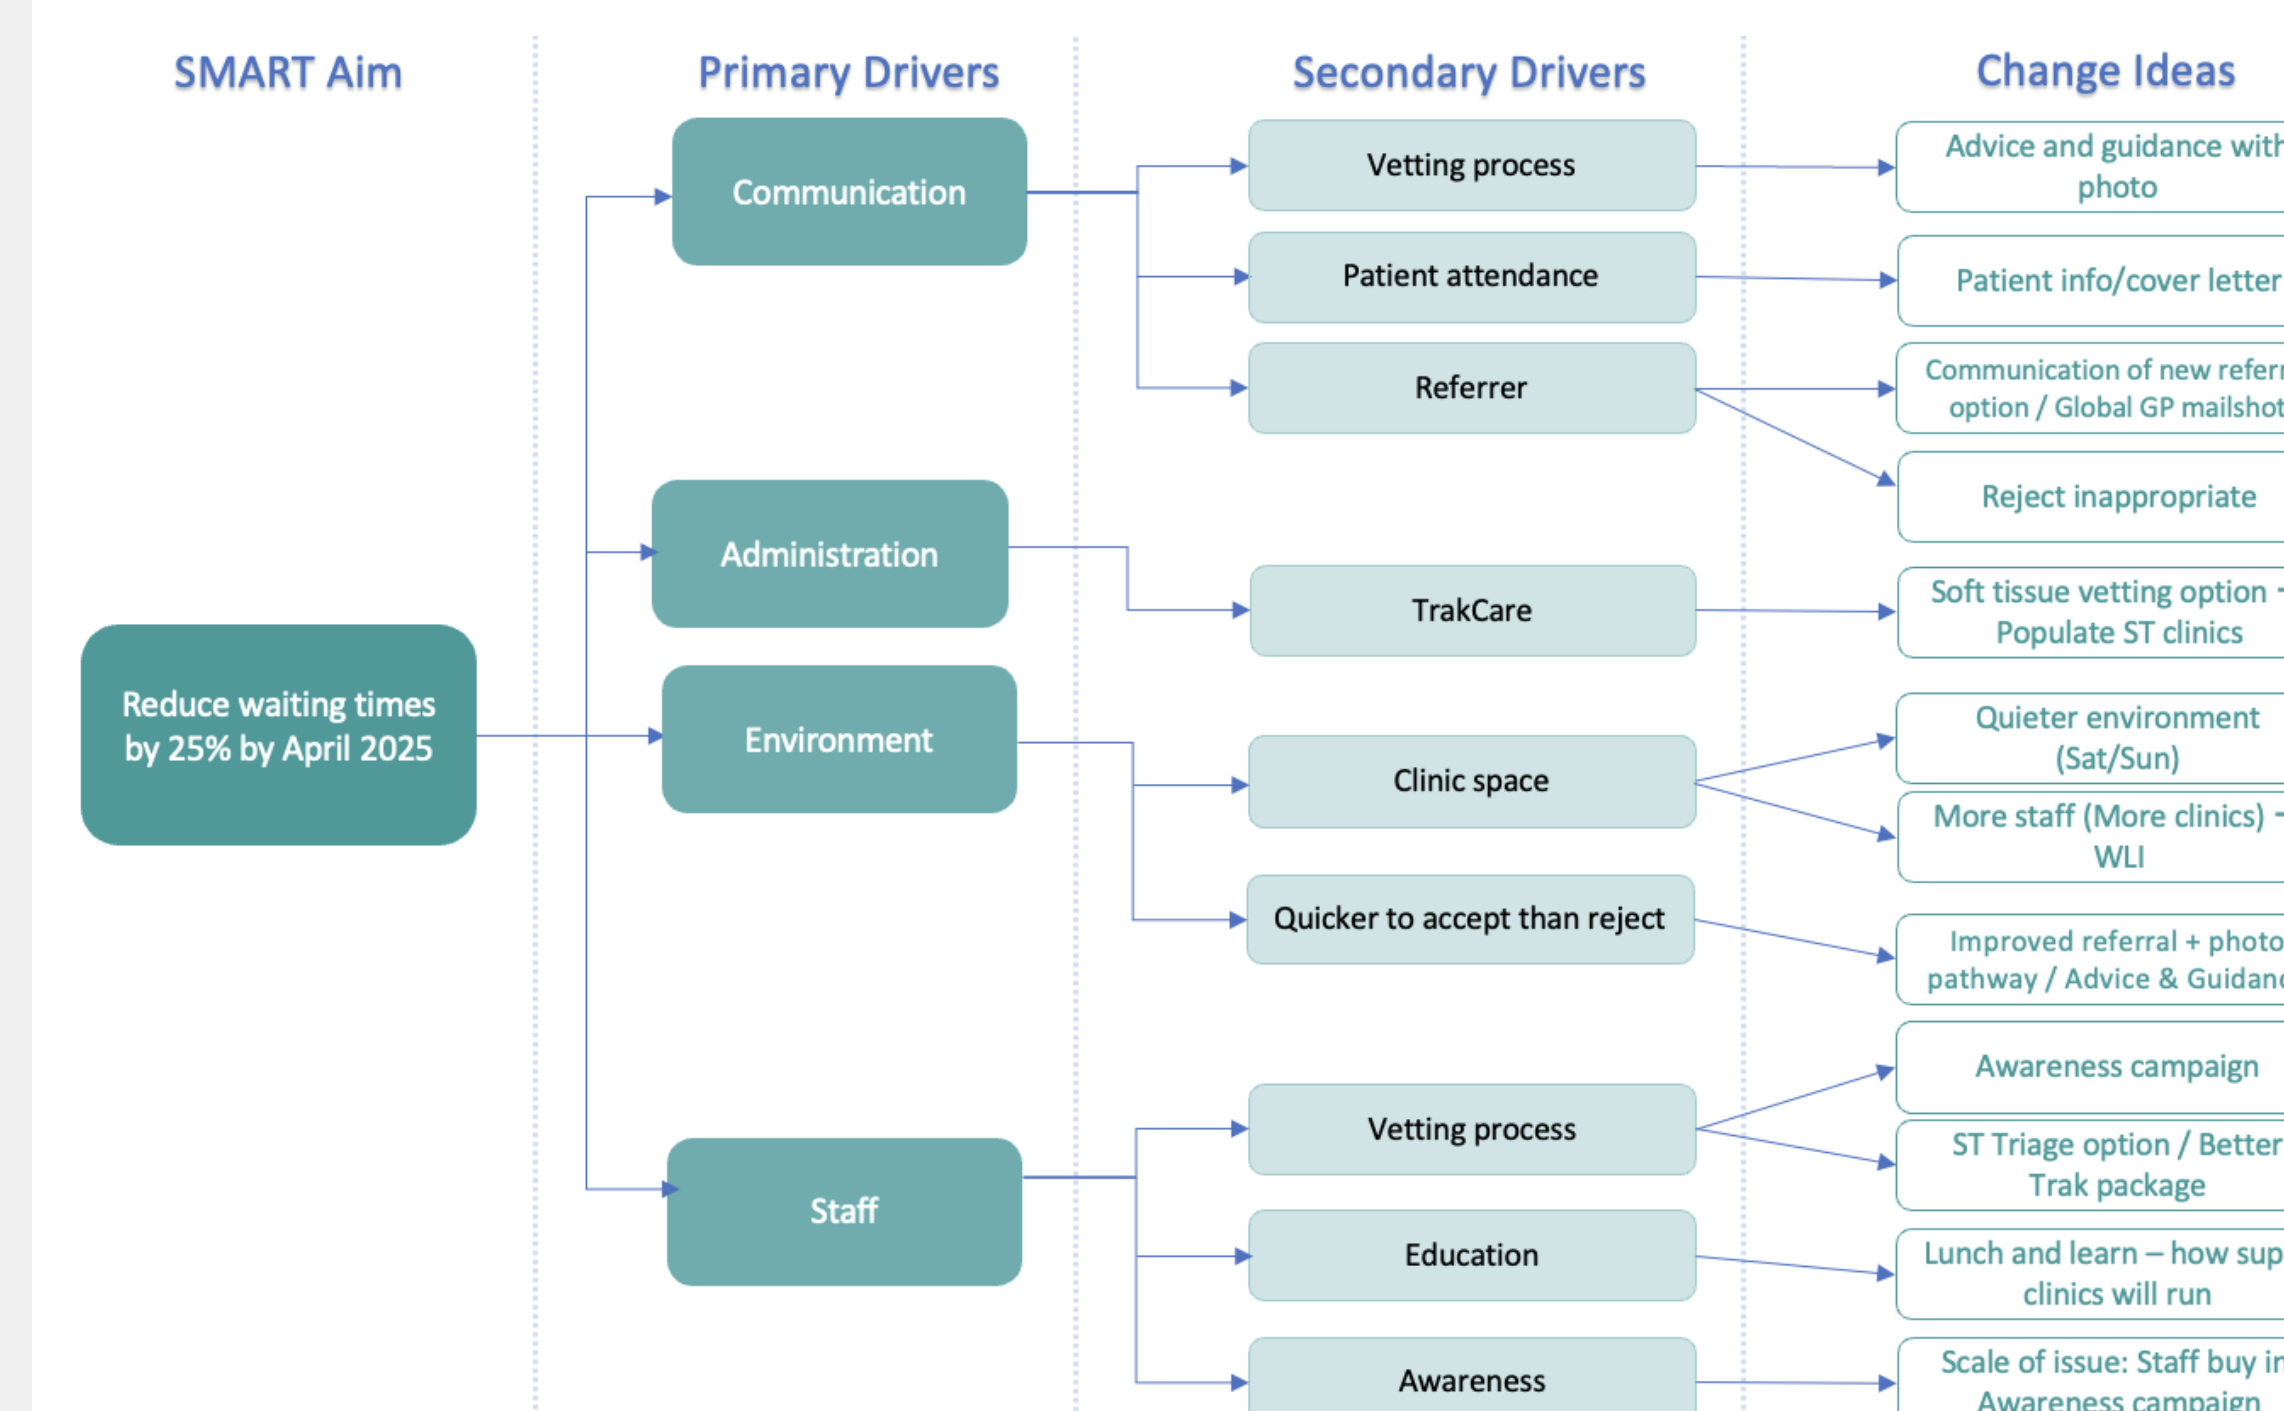 SMART Aim
Primary Drivers
Secondary Drivers
Change Ideas
Reduce waiting times
by 25% by April 2025
Communication
Administration
Environment
Staff
Vetting process
Patient attendance
Referrer
TrakCare
Clinic space
Quicker to accept than reject
Vetting process
Education
Awareness
Advice and guidance with
photo
Patient info/cover letter
Communication of new
option / Global GP mailshot
Reject inappropriate
Soft tissue vetting option -
Populate ST clinics
Quieter environment
(Sat/Sun)
More staff (More clinics) -
WLI
Improved referral + photo
pathway / Advice &
Awareness campaign
ST Triage option / Better
Trak package
Lunch and learn – how
clinics will run
Scale of issue: Staff buy in
Awareness campaign